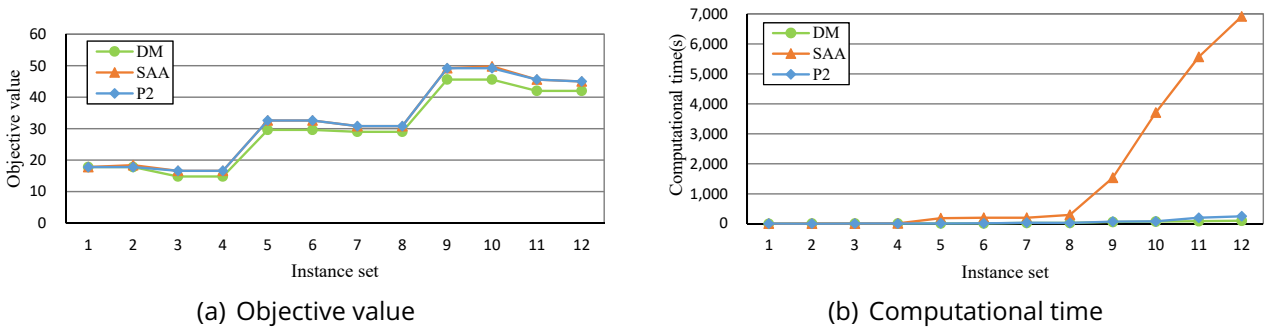 60
50
40
30
20
10
0
Objective value
DM
SAA
P2
1 2 3 4 5 6 7 8 9 10 11 12
Instance set
(a) Objective value
7,000
6,000
5,000
4,000
3,000
2,000
1,000
0
Computational time(s)
DM
SAA
P2
1 2 3 4 5 6 7 8 9 10 11 12
Instance set
(b) Computational time